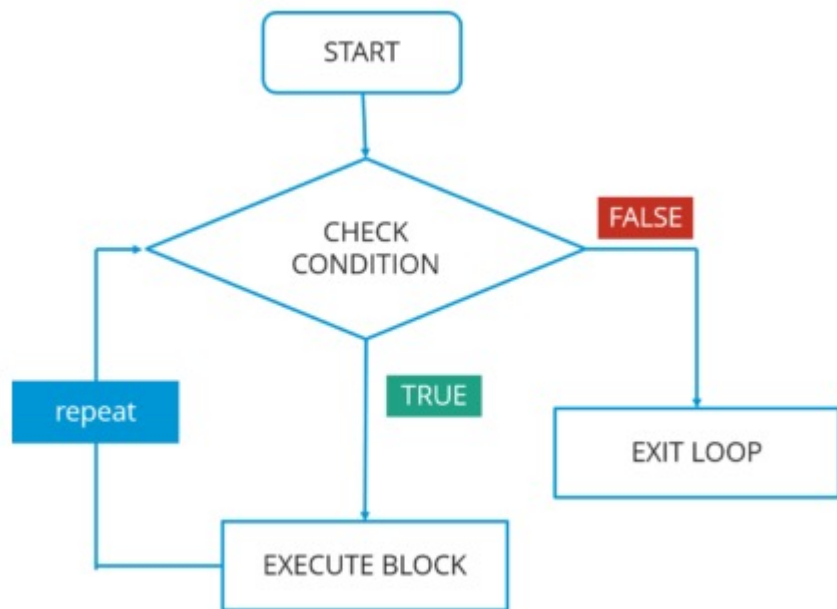 START
CHECK
CONDITION
FALSE
TRUE
repeat
EXIT LOOP
EXECUTE BLOCK